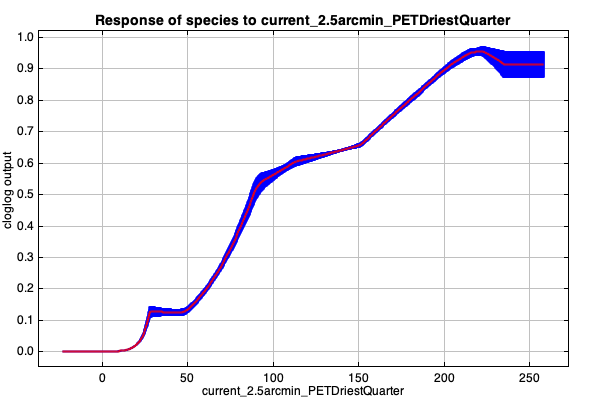 Response of species to current_2.5arcmin_PETDriestQuarter
1.0
0.9
0.8
0.7
0.6
0.5
0.4
0.3
0.2
0.1
0.0
cloglog output
0 50 100 150 200 250
current_2.5arcmin_PETDriestQuarter